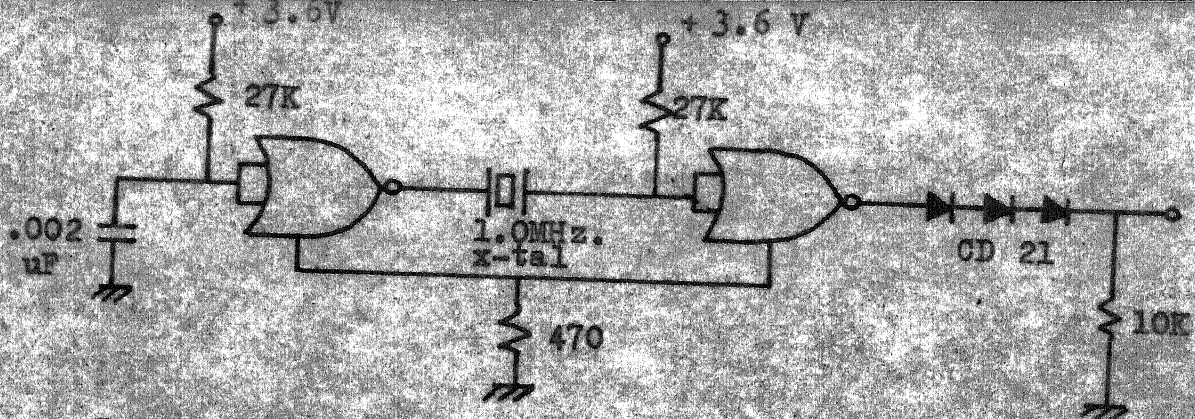 + 3.6V
+ 3.6 V
27K
27K
.002
uF
1.0MHz.
x-tal
CD 21
470
10K